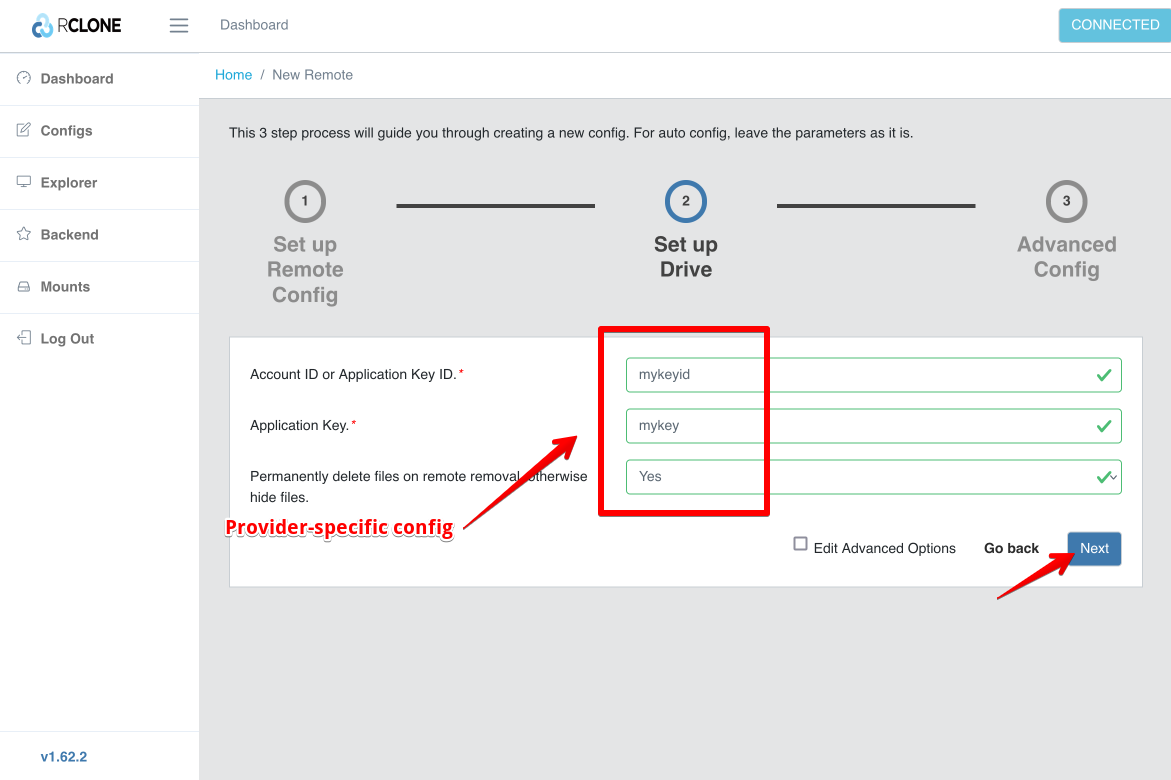 RCLONE
Dashboard
CONNECTED
Dashboard
Configs
Explorer
Backend
Mounts
Log Out
v1.62.2
Home / New Remote
This 3 step process will guide you through creating a new config. For auto config, leave the parameters as it is.
1
Set up
Remote
Config
2
Set up
Drive
3
Advanced
Config
Account ID or Application Key ID.*
mykeyid
Application Key.*
mykey
Permanently delete files on remote removal, otherwise
hide files.
Yes
Provider-specific config
Edit Advanced Options
Go back
Next